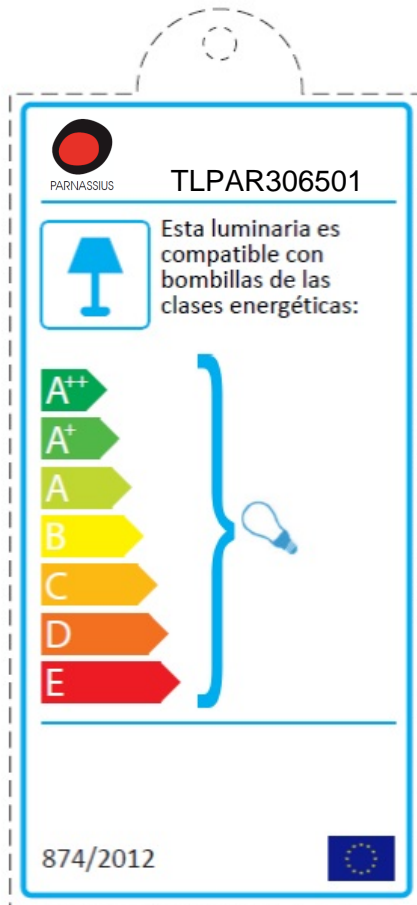 PARNASSIUS
TLPAR306501
Esta luminaria es
compatible con
bombillas de las
clases energéticas:
A++
A+
A
B
C
D
E
874/2012